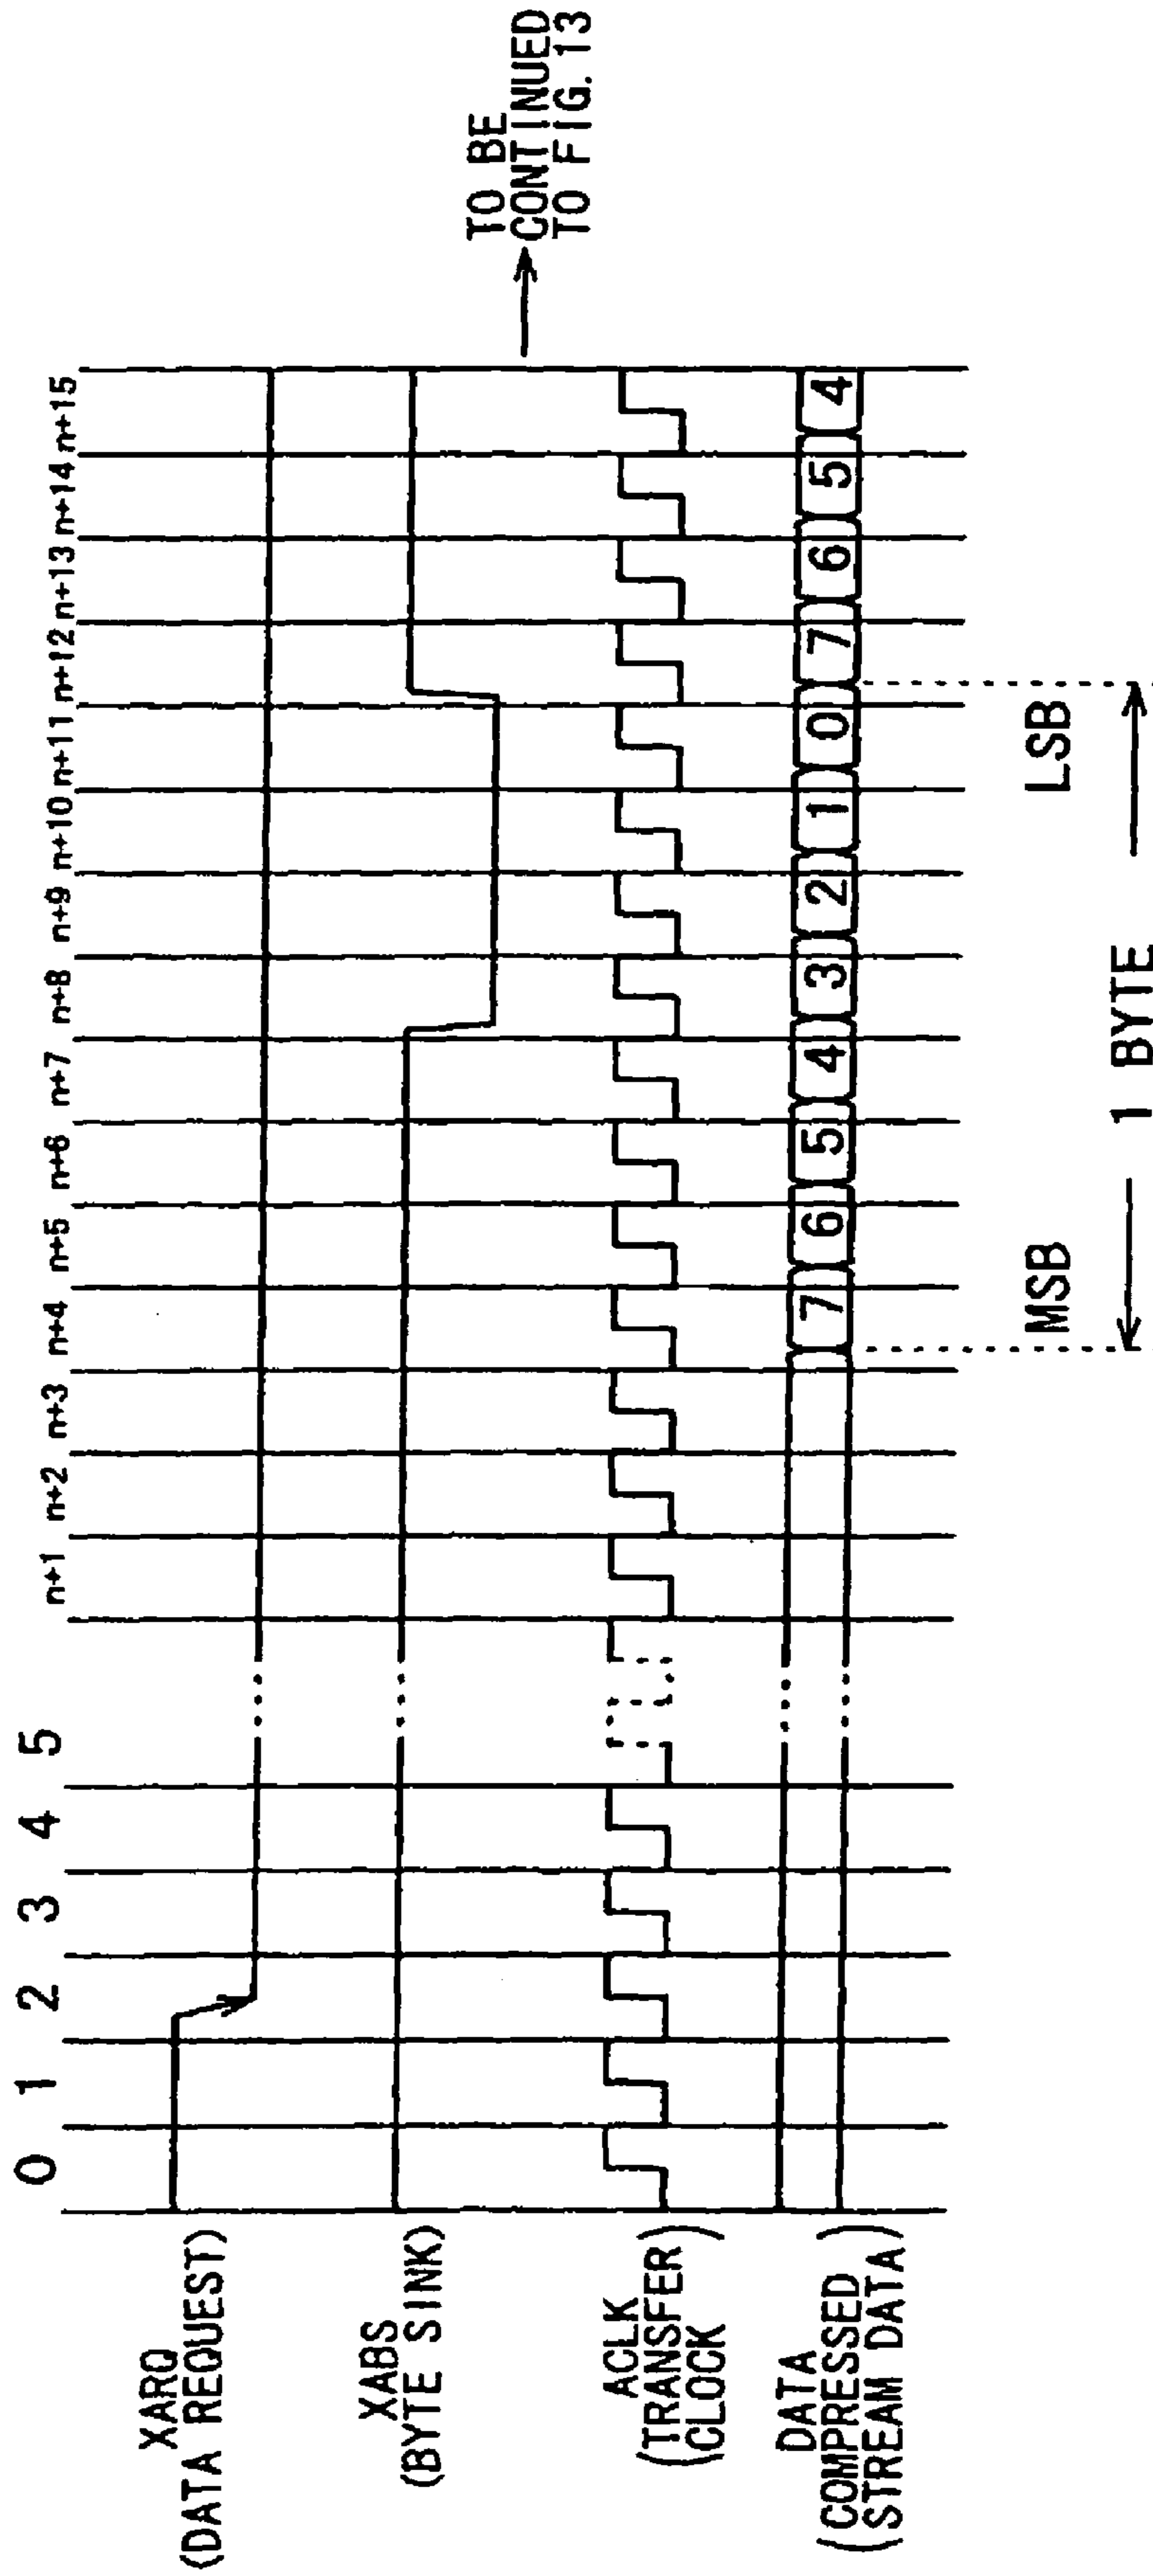 0 1 2 3 4 5 n+1 n+2 n+3 n+4 n+5 n+6 n+7 n+8 n+9 n+10 n+11 n+12 n+13 n+14 n+15
XARQ
(DATA REQUEST)
XABS
(BYTE SINK)
TO BE
CONTINUED
TO FIG. 13
ACLK
(TRANSFER
CLOCK)
DATA
(COMPRESSED
STREAM DATA)
7 6 5 4 3 2 1 0 7 6 5 4
MSB LSB
1 BYTE